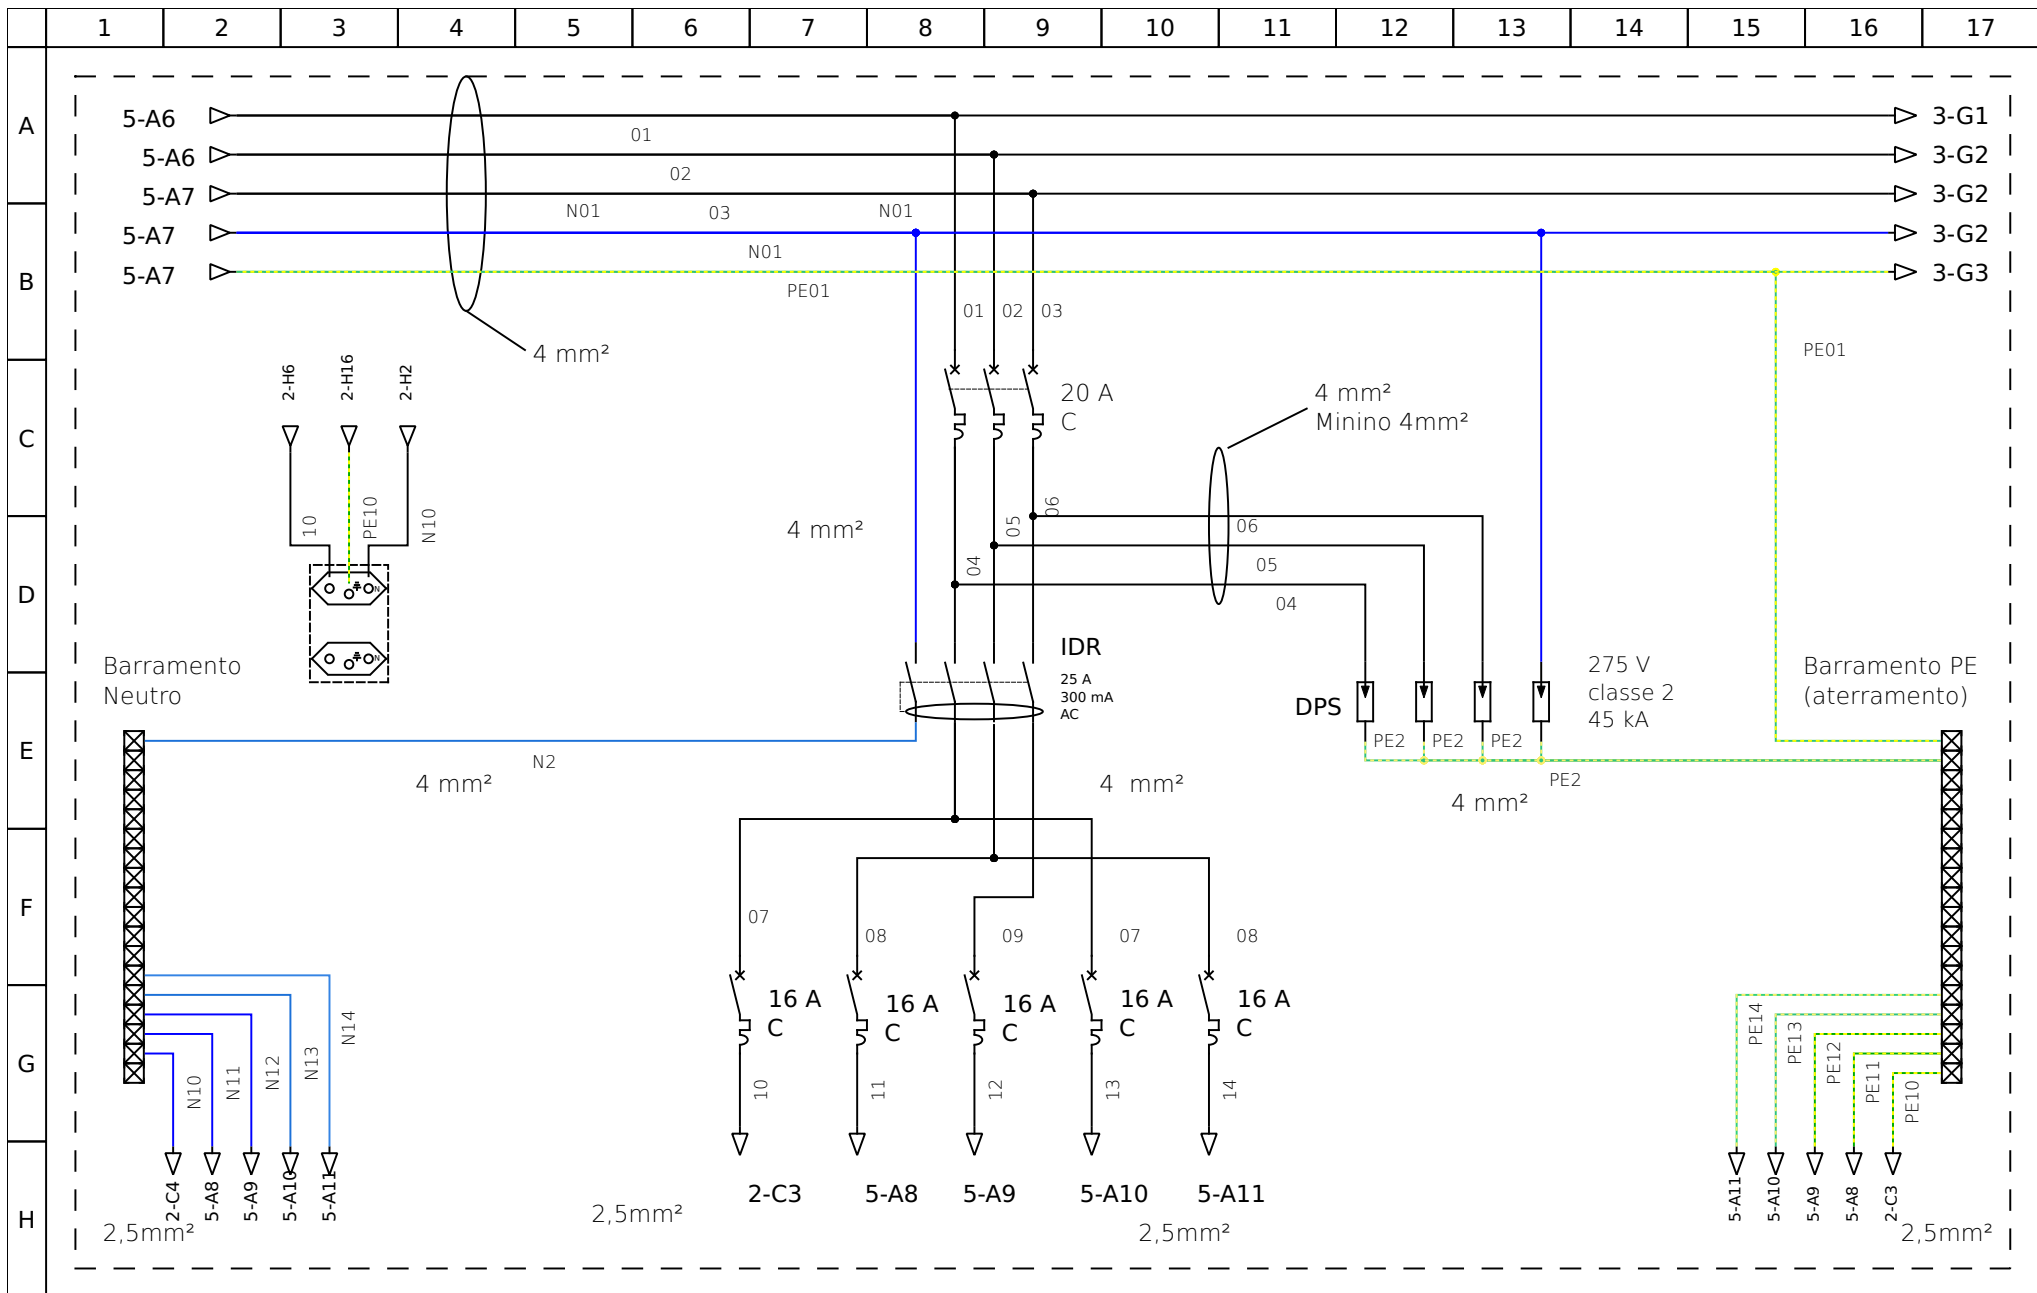 1 2 3 4 5 6 7 8 9 10 11 12 13 14 15 16 17
A
B
C
D
E
F
G
H
5-A6
5-A6
5-A7
5-A7
5-A7
01
02
N01 03 N01
N01
PE01
3-G1
3-G2
3-G2
3-G2
3-G3
01 02 03
4 mm²
PE01
2-H6
2-H16
2-H2
10
PE10
N10
N
N
20 A
C
4 mm²
Minino 4mm²
4 mm²
04
05
06
06
05
04
IDR
25 A
300 mA
AC
DPS
275 V
classe 2
45 kA
PE2 PE2 PE2
PE2
Barramento
Neutro
Barramento PE
(aterramento)
N2
4 mm²
4 mm²
4 mm²
07
08
09
07
08
16 A
C
16 A
C
16 A
C
16 A
C
16 A
C
10
11
12
13
14
2-C3
5-A8
5-A9
5-A10
5-A11
N10
N11
N12
N13
N14
2-C4
5-A8
5-A9
5-A10
5-A11
PE14
PE13
PE12
PE11
PE10
5-A11
5-A10
5-A9
5-A8
2-C3
2,5mm²
2,5mm²
2,5mm²
2,5mm²